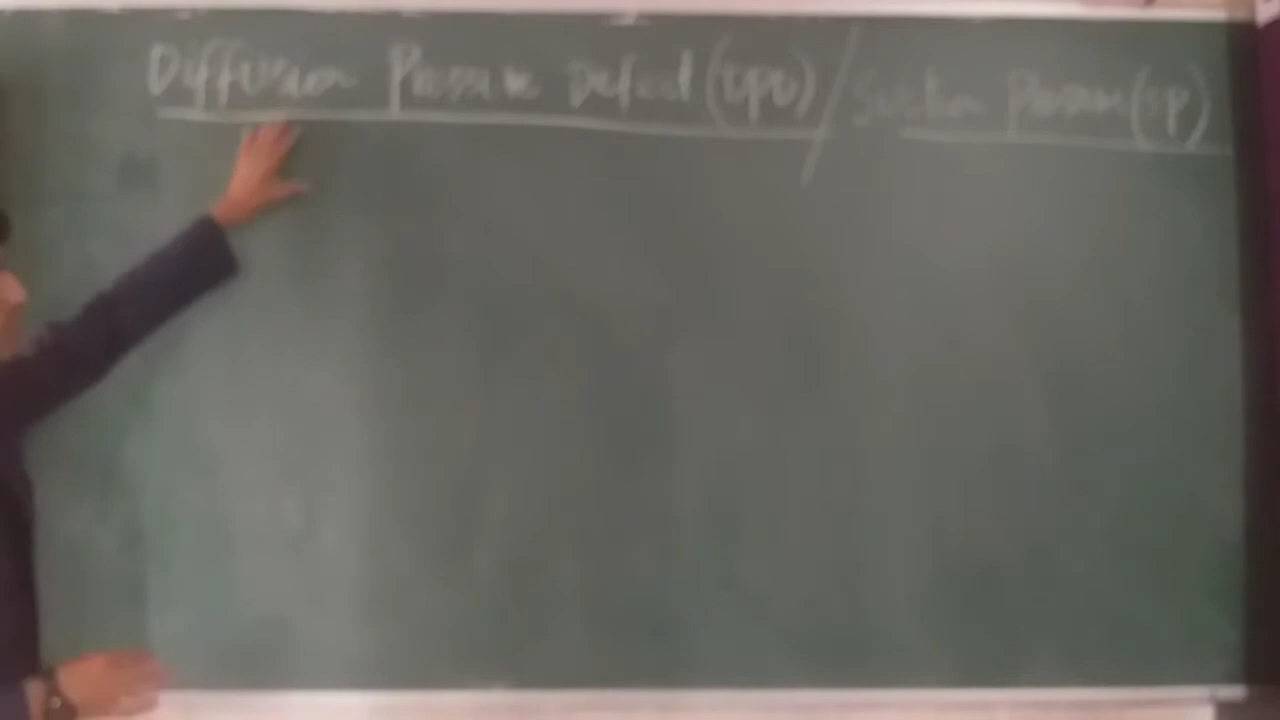 Diffusion Pressure Deficit (DPD) / Suction Pressure (SP)